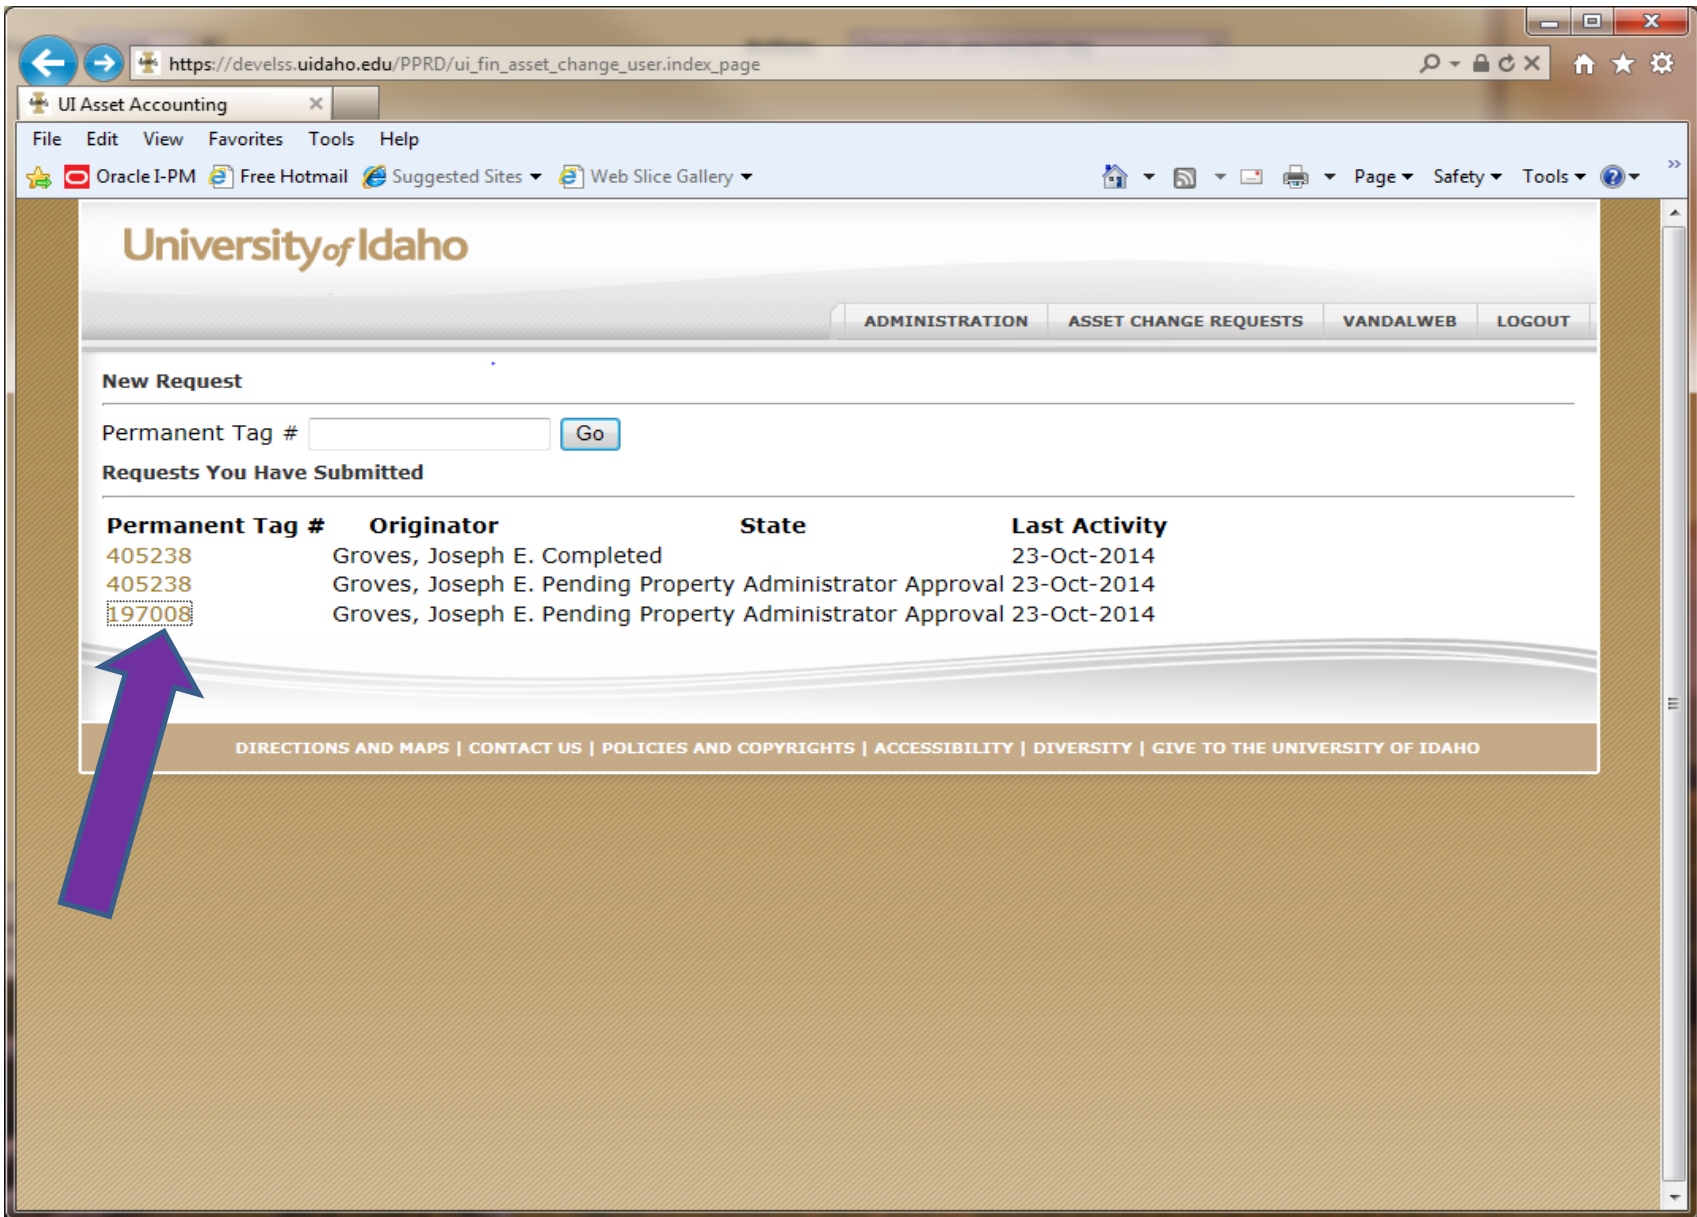 https://develss.uidaho.edu/PPRD/ui_fin_asset_change_user.index_page
UI Asset Accounting
File Edit View Favorites Tools Help
Oracle I-PM Free Hotmail Suggested Sites Web Slice Gallery Page Safety Tools
University of Idaho
ADMINISTRATION ASSET CHANGE REQUESTS VANDALWEB LOGOUT
New Request
Permanent Tag # Go
Requests You Have Submitted
Permanent Tag # Originator State Last Activity
405238 Groves, Joseph E. Completed 23-Oct-2014
405238 Groves, Joseph E. Pending Property Administrator Approval 23-Oct-2014
197008 Groves, Joseph E. Pending Property Administrator Approval 23-Oct-2014
DIRECTIONS AND MAPS | CONTACT US | POLICIES AND COPYRIGHTS | ACCESSIBILITY | DIVERSITY | GIVE TO THE UNIVERSITY OF IDAHO